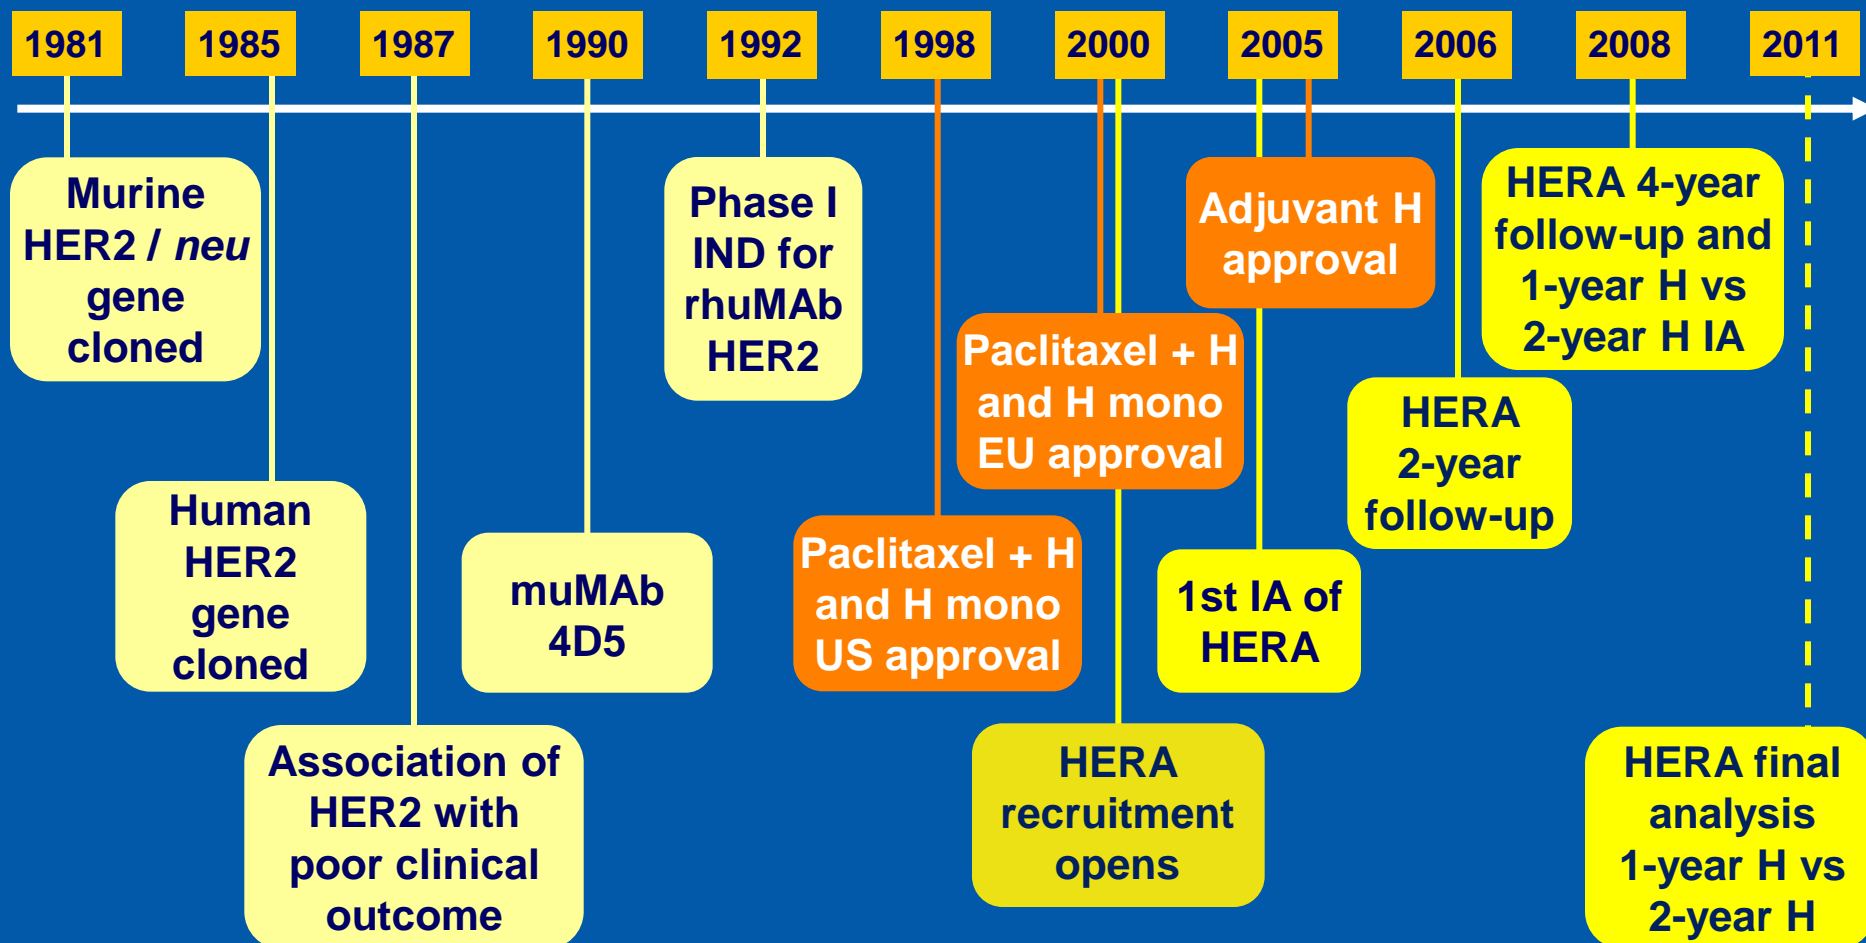 1981
1985
1987
1990
1992
1998
2000
2005
2006
2008
2011
Murine
HER2 / neu
gene
cloned
Human
HER2
gene
cloned
Association of
HER2 with
poor clinical
outcome
muMAb
4D5
Phase I
IND for
rhuMAb
HER2
Paclitaxel + H
and H mono
US approval
Paclitaxel + H
and H mono
EU approval
HERA
recruitment
opens
1st IA of
HERA
Adjuvant H
approval
HERA
2-year
follow-up
HERA 4-year
follow-up and
1-year H vs
2-year H IA
HERA final
analysis
1-year H vs
2-year H